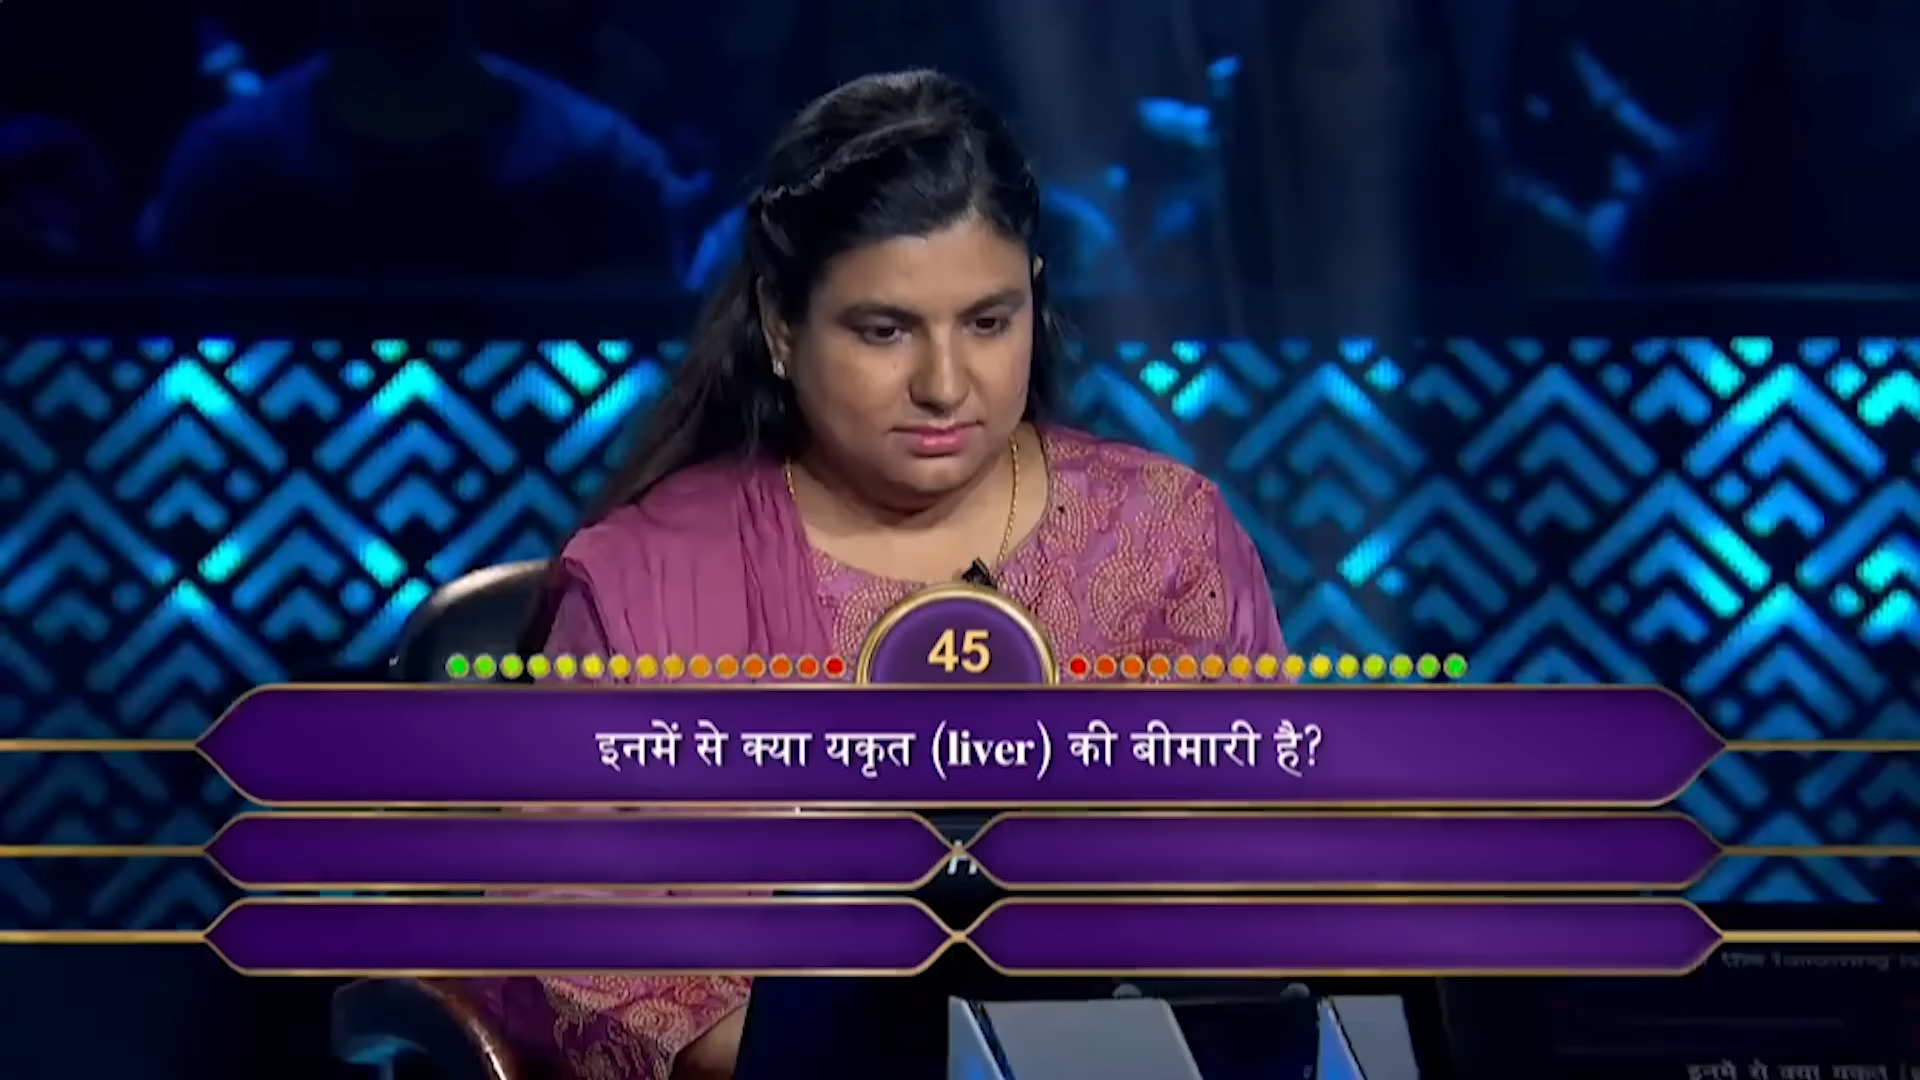 45
इनमें से क्या यकृत (liver) की बीमारी है?